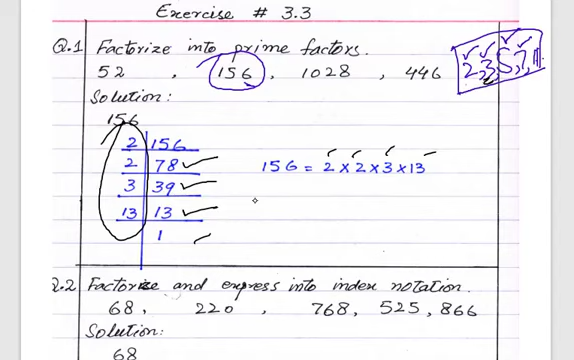 Exercise # 3.3
Q.1 Factorize into prime factors.
52 , 156, 1028 , 446
2,3,5,7,11
Solution:
156
2 | 156
2 | 78
3 | 39
13 | 13
1
156 = 2 x 2 x 3 x 13
Q.2 Factorize and express into index notation.
68, 220 , 768, 525, 866
Solution:
68